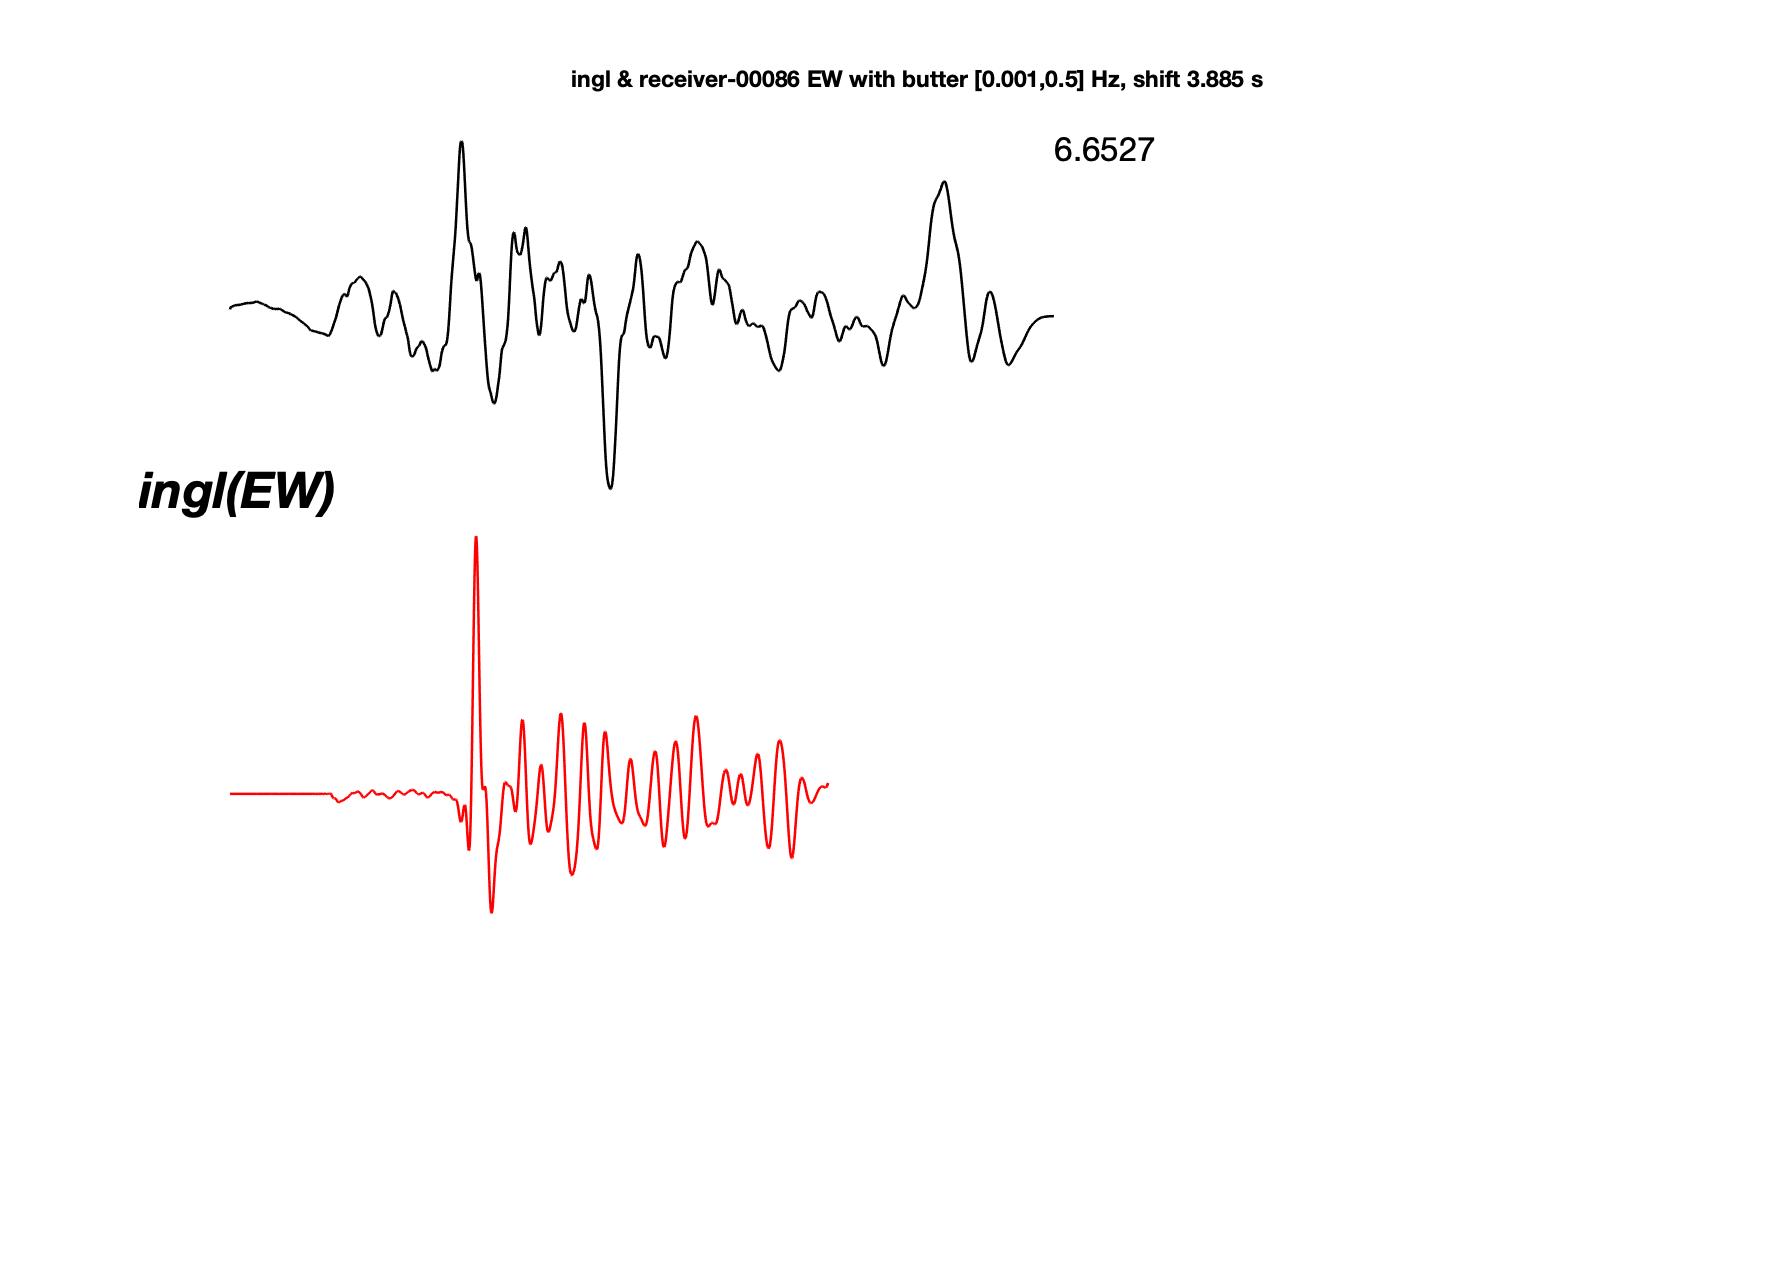 ingl & receiver-00086 EW with butter [0.001,0.5] Hz, shift 3.885 s
6.6527
ingl(EW)